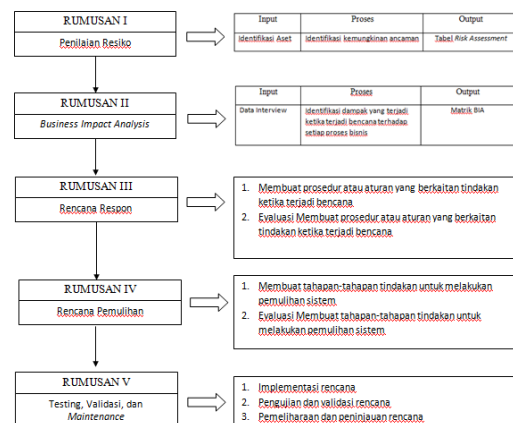 RUMUSAN I
Penilaian Resiko
Input Proses Output
Identifikasi Aset Identifikasi kemungkinan ancaman Tabel Risk Assessment
RUMUSAN II
Business Impact Analysis
Input Proses Output
Data Interview Identifikasi dampak yang terjadi Matrik BIA
ketika terjadi bencana terhadap
setiap proses bisnis
RUMUSAN III
Rencana Respon
1. Membuat prosedur atau aturan yang berkaitan tindakan
ketika terjadi bencana
2. Evaluasi Membuat prosedur atau aturan yang berkaitan
tindakan ketika terjadi bencana
RUMUSAN IV
Rencana Pemulihan
1. Membuat tahapan-tahapan tindakan untuk melakukan
pemulihan sistem
2. Evaluasi Membuat tahapan-tahapan tindakan untuk
melakukan pemulihan sistem
RUMUSAN V
Testing, Validasi, dan
Maintenance
1. Implementasi rencana
2. Pengujian dan validasi rencana
3. Pemeliharaan dan peninjauan rencana